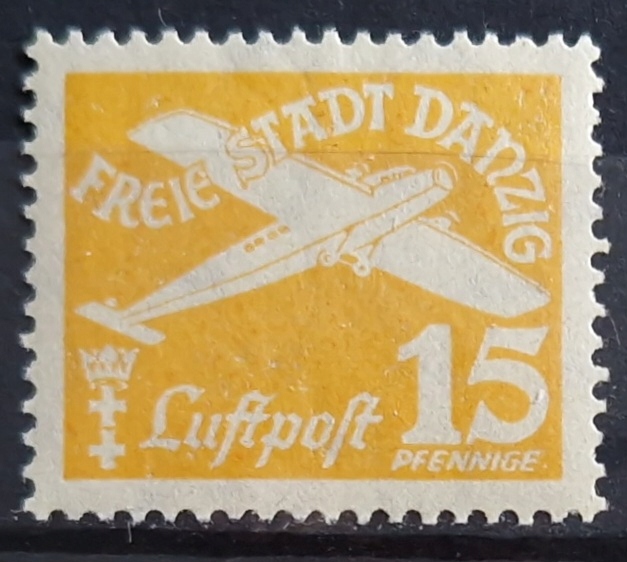 FREIE STADT DANZIG
Luftpost
15
PFENNIGE.